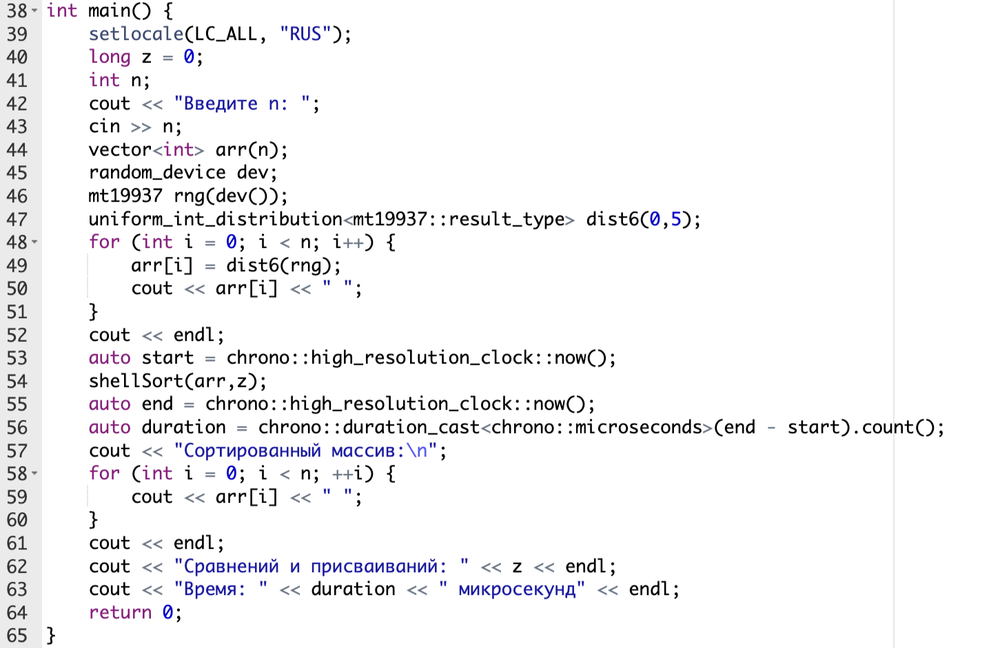 38 int main() {
39     setlocale(LC_ALL, "RUS");
40     long z = 0;
41     int n;
42     cout << "Введите n: ";
43     cin >> n;
44     vector<int> arr(n);
45     random_device dev;
46     mt19937 rng(dev());
47     uniform_int_distribution<mt19937::result_type> dist6(0,5);
48     for (int i = 0; i < n; i++) {
49         arr[i] = dist6(rng);
50         cout << arr[i] << " ";
51     }
52     cout << endl;
53     auto start = chrono::high_resolution_clock::now();
54     shellSort(arr,z);
55     auto end = chrono::high_resolution_clock::now();
56     auto duration = chrono::duration_cast<chrono::microseconds>(end - start).count();
57     cout << "Сортированный массив:\n";
58     for (int i = 0; i < n; ++i) {
59         cout << arr[i] << " ";
60     }
61     cout << endl;
62     cout << "Сравнений и присваиваний: " << z << endl;
63     cout << "Время: " << duration << " микросекунд" << endl;
64     return 0;
65 }